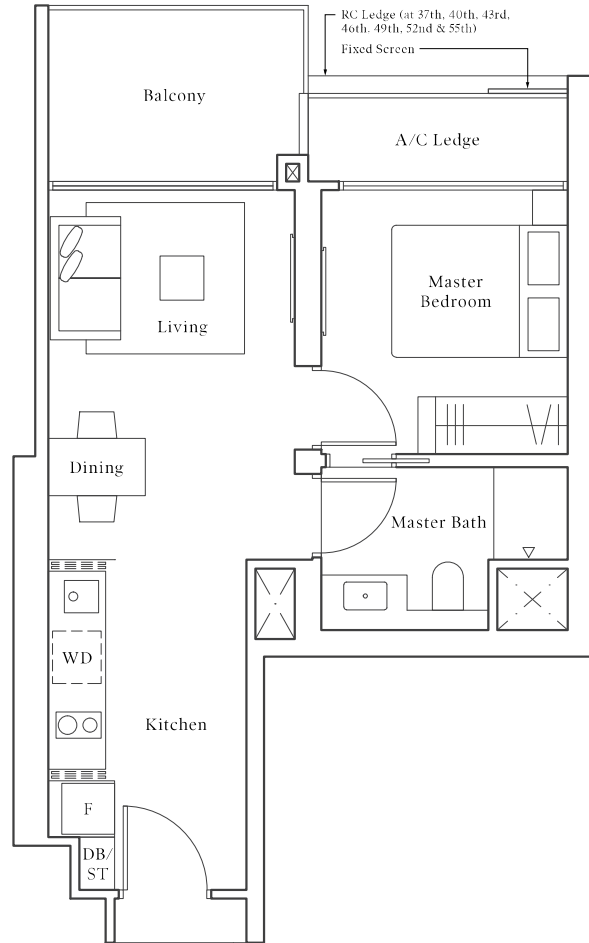 RC Ledge (at 37th, 40th, 43rd,
46th. 49th, 52nd & 55th)
Fixed Screen
Balcony
A/C Ledge
Master
Bedroom
Living
Dining
Master Bath
WD
Kitchen
F
DB/
ST